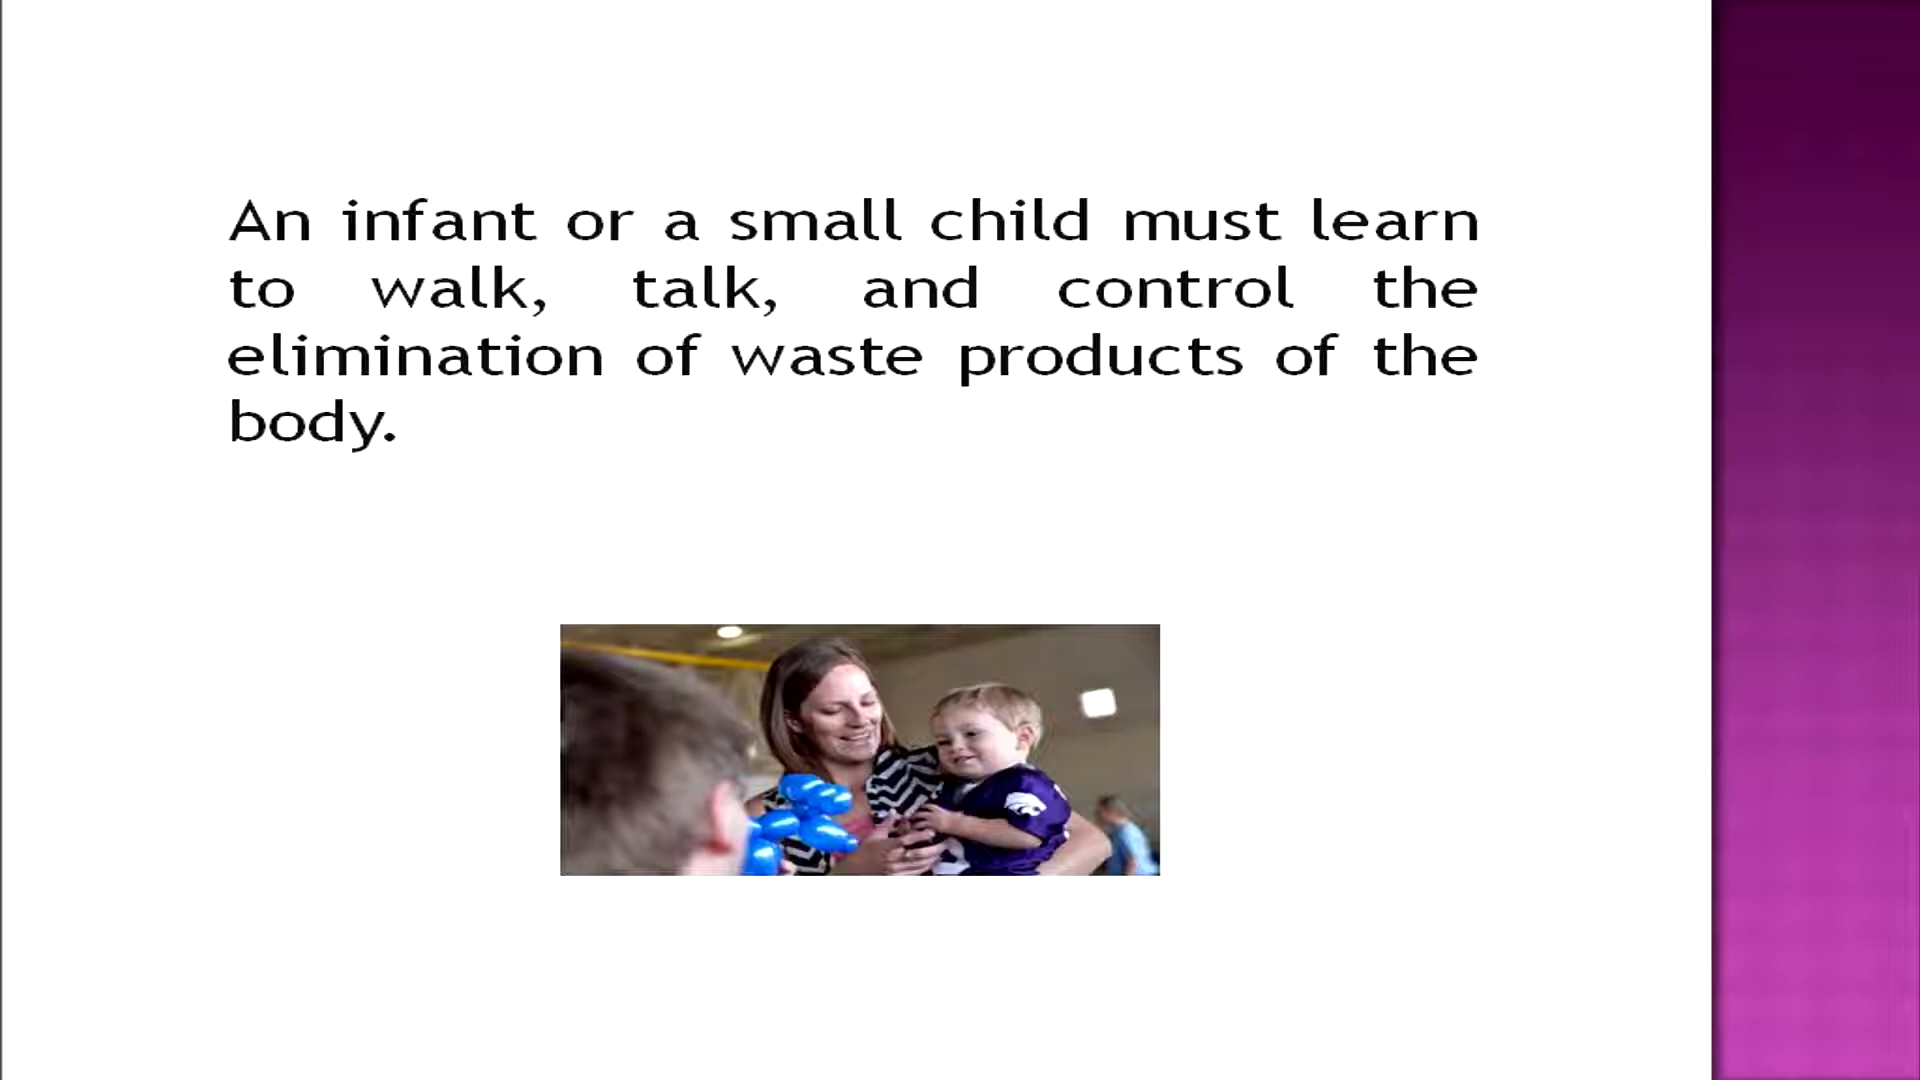 An infant or a small child must learn
to walk, talk, and control the
elimination of waste products of the
body.